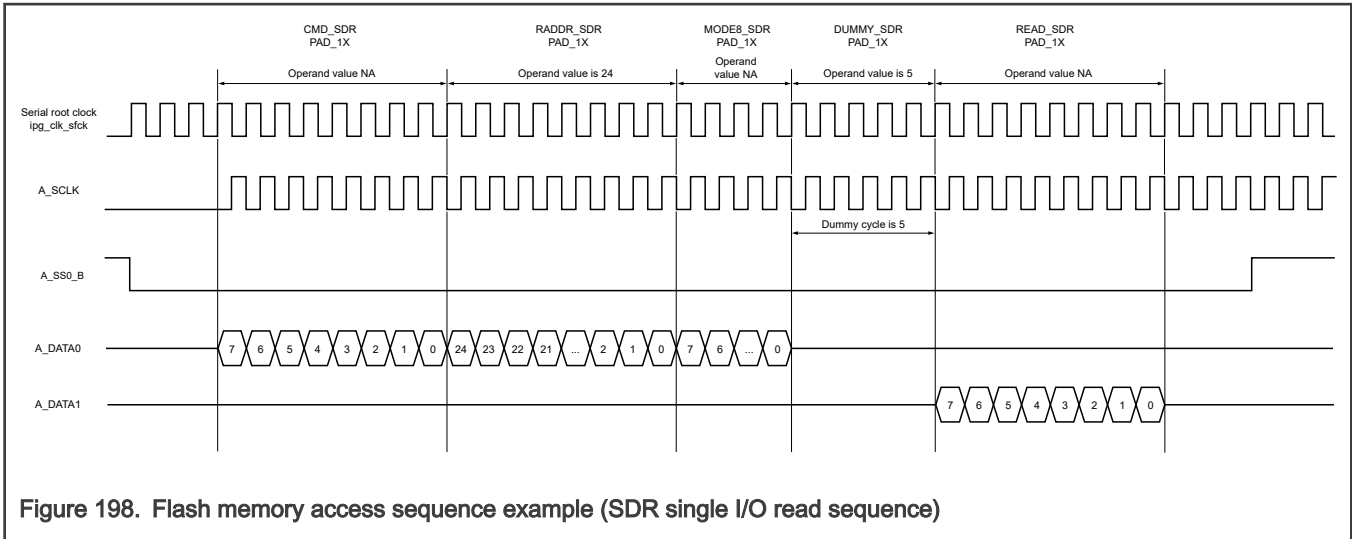 CMD_SDR
PAD_1X
RADDR_SDR
PAD_1X
MODE8_SDR
PAD_1X
DUMMY_SDR
PAD_1X
READ_SDR
PAD_1X
Operand value NA
Operand value is 24
Operand
value NA
Operand value is 5
Operand value NA
Serial root clock
ipg_clk_sfck
A_SCLK
Dummy cycle is 5
A_SS0_B
A_DATA0
7 6 5 4 3 2 1 0 24 23 22 21 ... 2 1 0 7 6 ... 0
A_DATA1
7 6 5 4 3 2 1 0
Figure 198. Flash memory access sequence example (SDR single I/O read sequence)